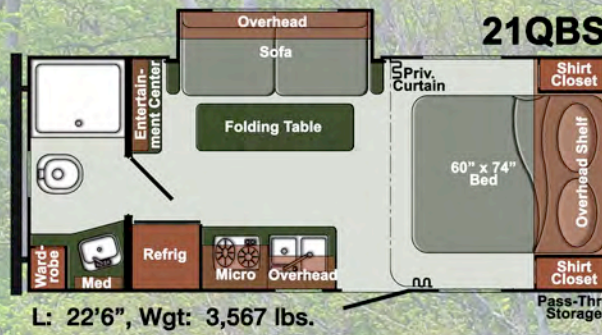 21QBS
Overhead
Sofa
Entertain-
ment Center
Priv.
Curtain
Shirt
Closet
Folding Table
60" x 74"
Bed
Overhead Shelf
Ward-
robe
Med
Refrig
Micro
Overhead
Shirt
Closet
L: 22'6", Wgt: 3,567 lbs.
Pass-Thr
Storage